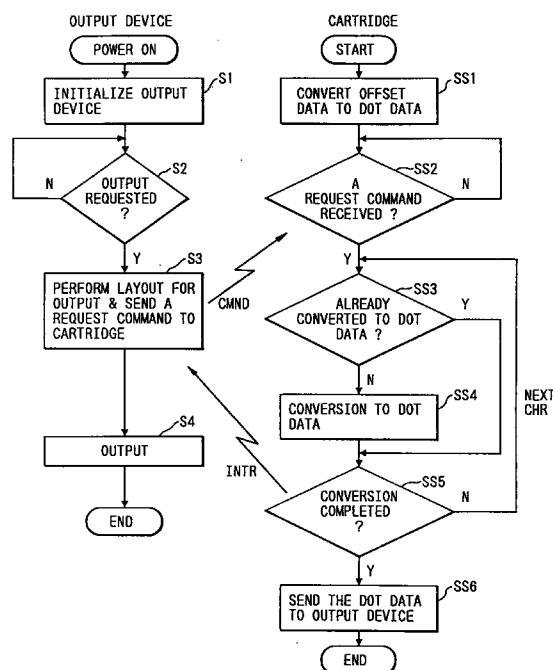 OUTPUT DEVICE
POWER ON
S1
INITIALIZE OUTPUT
DEVICE
S2
N
OUTPUT
REQUESTED
?
Y
S3
PERFORM LAYOUT FOR
OUTPUT & SEND A
REQUEST COMMAND TO
CARTRIDGE
CMND
S4
OUTPUT
INTR
END
CARTRIDGE
START
SS1
CONVERT OFFSET
DATA TO DOT DATA
SS2
A
REQUEST COMMAND
RECEIVED ?
N
Y
SS3
ALREADY
CONVERTED TO DOT
DATA ?
Y
N
SS4
CONVERSION TO DOT
DATA
NEXT
CHR
SS5
CONVERSION
COMPLETED
?
N
Y
SS6
SEND THE DOT DATA
TO OUTPUT DEVICE
END